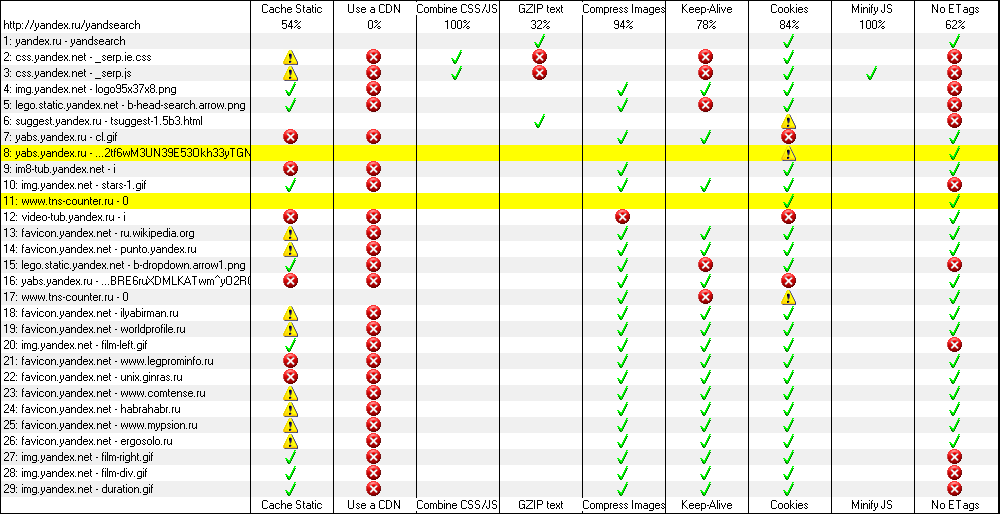 Cache Static Use a CDN Combine CSS/JS GZIP text Compress Images Keep-Alive Cookies Minify JS No ETags
http://yandex.ru/yandsearch 54% 0% 100% 32% 94% 78% 84% 100% 62%
1: yandex.ru - yandsearch
2: css.yandex.net - _serp.ie.css
3: css.yandex.net - _serp.js
4: img.yandex.net - logo95x37x8.png
5: lego.static.yandex.net - b-head-search.arrow.png
6: suggest.yandex.ru - tsuggest-1.5b3.html
7: yabs.yandex.ru - cl.gif
8: yabs.yandex.ru - ...2tf6wM3UN39E53Okh33yTGN
9: im8-tub.yandex.net - i
10: img.yandex.net - stars-1.gif
11: www.tns-counter.ru - 0
12: video-tub.yandex.ru - i
13: favicon.yandex.net - ru.wikipedia.org
14: favicon.yandex.net - punto.yandex.ru
15: lego.static.yandex.net - b-dropdown.arrow1.png
16: yabs.yandex.ru - ...BRE6ruXDMLKATwm^yO2R
17: www.tns-counter.ru - 0
18: favicon.yandex.net - ilyabirman.ru
19: favicon.yandex.net - worldprofile.ru
20: img.yandex.net - film-left.gif
21: favicon.yandex.net - www.legprominfo.ru
22: favicon.yandex.net - unix.ginras.ru
23: favicon.yandex.net - www.comtense.ru
24: favicon.yandex.net - habrahabr.ru
25: favicon.yandex.net - www.mypsion.ru
26: favicon.yandex.net - ergosolo.ru
27: img.yandex.net - film-right.gif
28: img.yandex.net - film-div.gif
29: img.yandex.net - duration.gif
Cache Static Use a CDN Combine CSS/JS GZIP text Compress Images Keep-Alive Cookies Minify JS No ETags